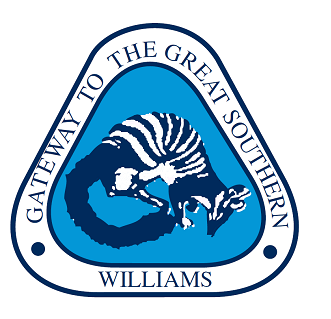 GATEWAY TO THE GREAT SOUTHERN
WILLIAMS